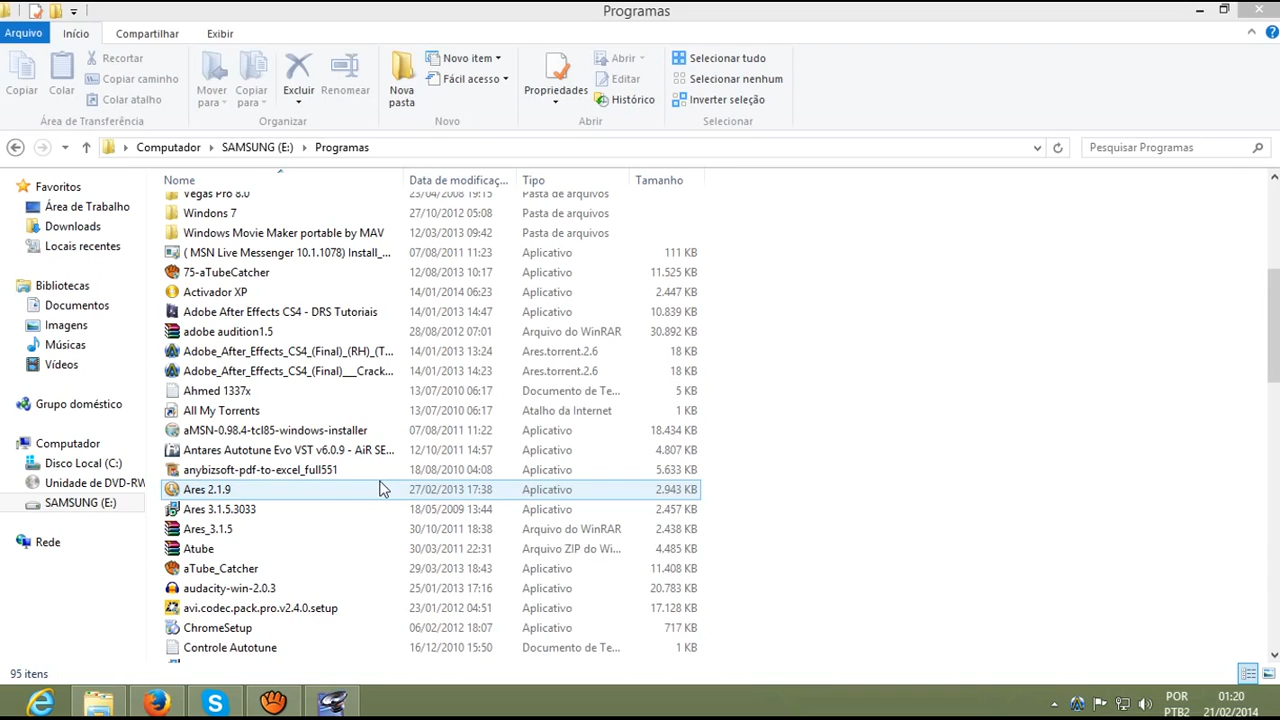 Programas
Arquivo Início Compartilhar Exibir
Copiar
Colar
Recortar
Copiar caminho
Colar atalho
Área de Transferência
Mover para
Copiar para
Excluir
Renomear
Organizar
Nova pasta
Novo item
Fácil acesso
Novo
Propriedades
Abrir
Editar
Histórico
Abrir
Selecionar tudo
Selecionar nenhum
Inverter seleção
Selecionar
Computador SAMSUNG (E:) Programas
Pesquisar Programas
Favoritos
Área de Trabalho
Downloads
Locais recentes
Bibliotecas
Documentos
Imagens
Músicas
Vídeos
Grupo doméstico
Computador
Disco Local (C:)
Unidade de DVD-RW
SAMSUNG (E:)
Rede
Nome Data de modificaç... Tipo Tamanho
Vegas Pro 8.0 23/04/2008 19:15 Pasta de arquivos
Windons 7 27/10/2012 05:08 Pasta de arquivos
Windows Movie Maker portable by MAV 12/03/2013 09:42 Pasta de arquivos
( MSN Live Messenger 10.1.1078) Install_... 07/08/2011 11:23 Aplicativo 111 KB
75-aTubeCatcher 12/08/2013 10:17 Aplicativo 11.525 KB
Activador XP 14/01/2014 06:23 Aplicativo 2.447 KB
Adobe After Effects CS4 - DRS Tutoriais 14/01/2013 14:47 Aplicativo 10.839 KB
adobe audition1.5 28/08/2012 07:01 Arquivo do WinRAR 30.892 KB
Adobe_After_Effects_CS4_(Final)_(RH)_(T... 14/01/2013 13:24 Ares.torrent.2.6 18 KB
Adobe_After_Effects_CS4_(Final)___Crack... 14/01/2013 14:23 Ares.torrent.2.6 18 KB
Ahmed 1337x 13/07/2010 06:17 Documento de Te... 5 KB
All My Torrents 13/07/2010 06:17 Atalho da Internet 1 KB
aMSN-0.98.4-tcl85-windows-installer 07/08/2011 11:22 Aplicativo 18.434 KB
Antares Autotune Evo VST v6.0.9 - AiR SE... 12/10/2011 14:57 Aplicativo 4.807 KB
anybizsoft-pdf-to-excel_full551 18/08/2010 04:08 Aplicativo 5.633 KB
Ares 2.1.9 27/02/2013 17:38 Aplicativo 2.943 KB
Ares 3.1.5.3033 18/05/2009 13:44 Aplicativo 2.457 KB
Ares_3.1.5 30/10/2011 18:38 Arquivo do WinRAR 2.438 KB
Atube 30/03/2011 22:31 Arquivo ZIP do Wi... 4.485 KB
aTube_Catcher 29/03/2013 18:43 Aplicativo 11.408 KB
audacity-win-2.0.3 25/01/2013 17:16 Aplicativo 20.783 KB
avi.codec.pack.pro.v2.4.0.setup 23/01/2012 04:51 Aplicativo 17.128 KB
ChromeSetup 06/02/2012 18:07 Aplicativo 717 KB
Controle Autotune 16/12/2010 15:50 Documento de Te... 1 KB
95 itens
POR
PTB2
01:20
21/02/2014